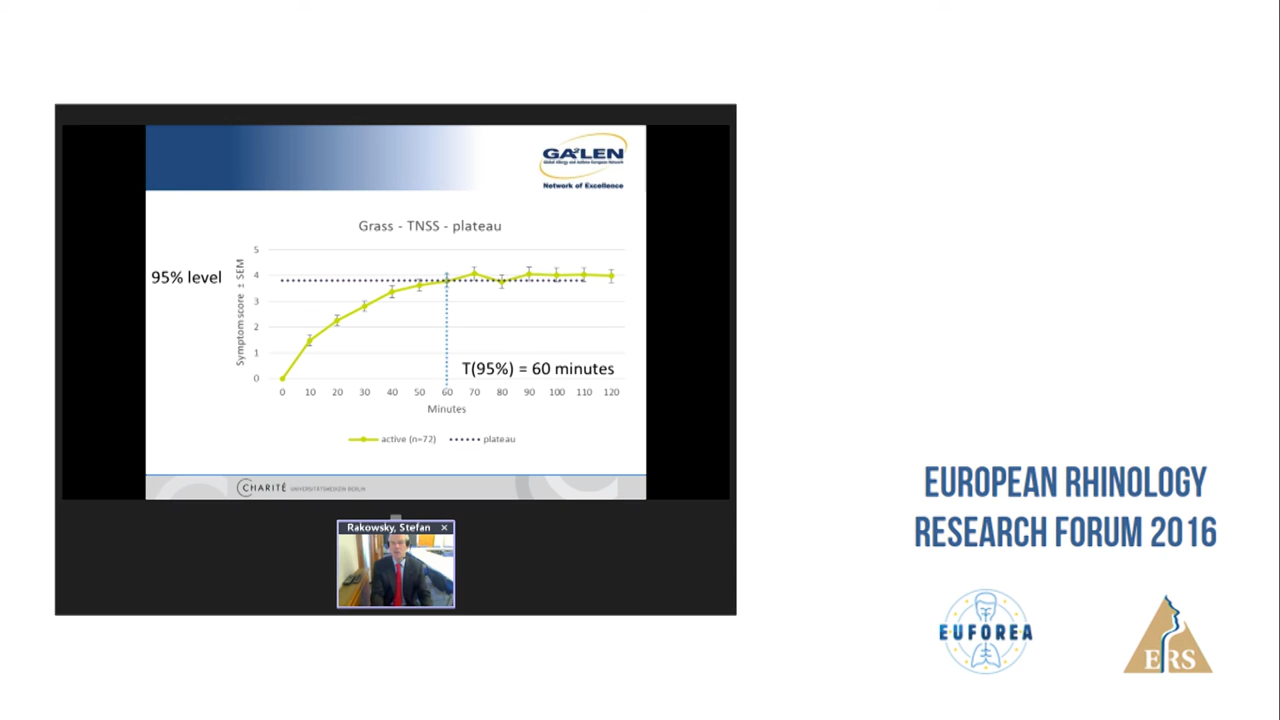 GA²LEN
Global Allergy and Asthma European Network
Network of Excellence
Grass - TNSS - plateau
95% level
Symptom score ± SEM
5
4
3
2
1
0
T(95%) = 60 minutes
0 10 20 30 40 50 60 70 80 90 100 110 120
Minutes
active (n=72) plateau
CHARITÉ UNIVERSITÄTSMEDIZIN BERLIN
Rakowsky, Stefan ×
EUROPEAN RHINOLOGY
RESEARCH FORUM 2016
EUFOREA
ERS